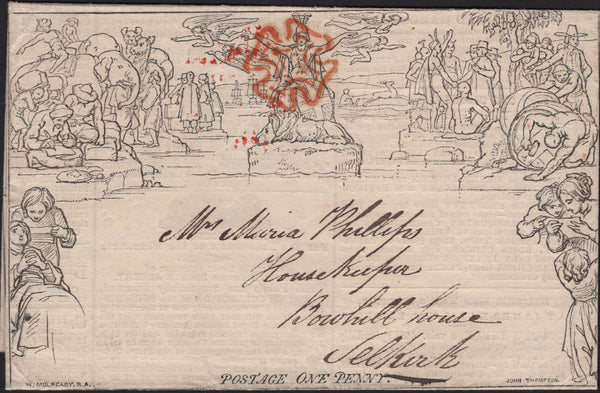 Mrs Maria Phillips
Housekeeper
Bowhill house
Selkirk
POSTAGE ONE PENNY.
W. MULREADY. R.A.
JOHN THOMPSON.